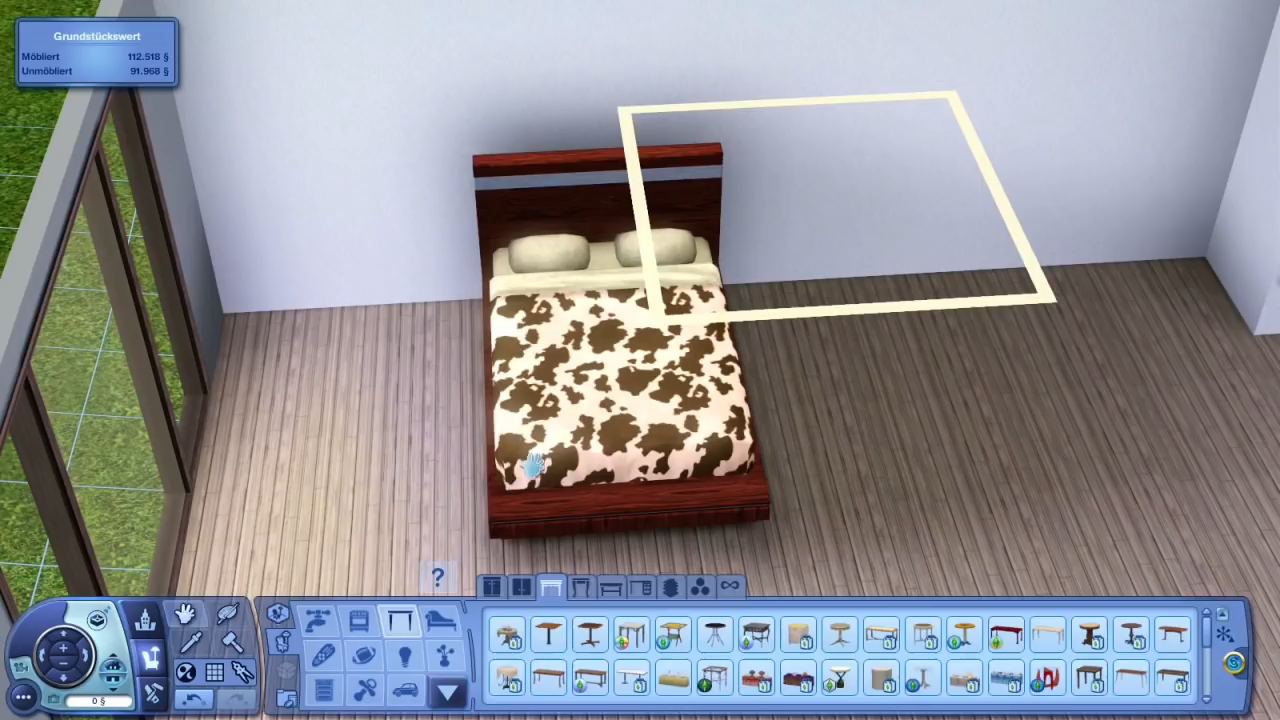 Grundstückswert
Möbliert 112.518 §
Unmöbliert 91.968 §
?
0 §